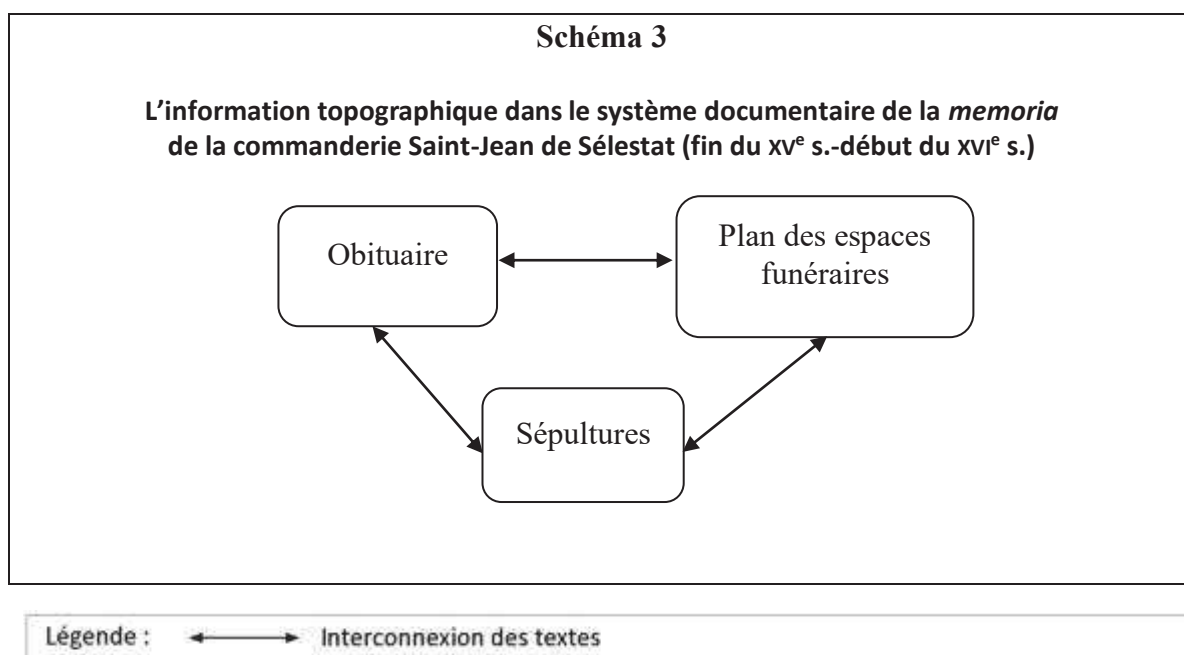 Schéma 3
L’information topographique dans le système documentaire de la memoria
de la commanderie Saint-Jean de Sélestat (fin du XVe s.-début du XVIe s.)
Obituaire
Plan des espaces
funéraires
Sépultures
Légende : Interconnexion des textes